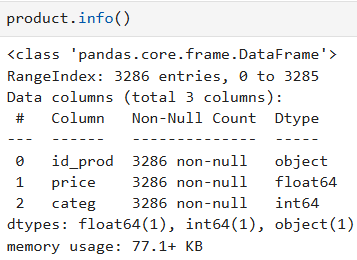 product.info()
<class 'pandas.core.frame.DataFrame'>
RangeIndex: 3286 entries, 0 to 3285
Data columns (total 3 columns):
 #   Column   Non-Null Count  Dtype
---  ------   --------------  -----
 0   id_prod  3286 non-null   object
 1   price    3286 non-null   float64
 2   categ    3286 non-null   int64
dtypes: float64(1), int64(1), object(1)
memory usage: 77.1+ KB